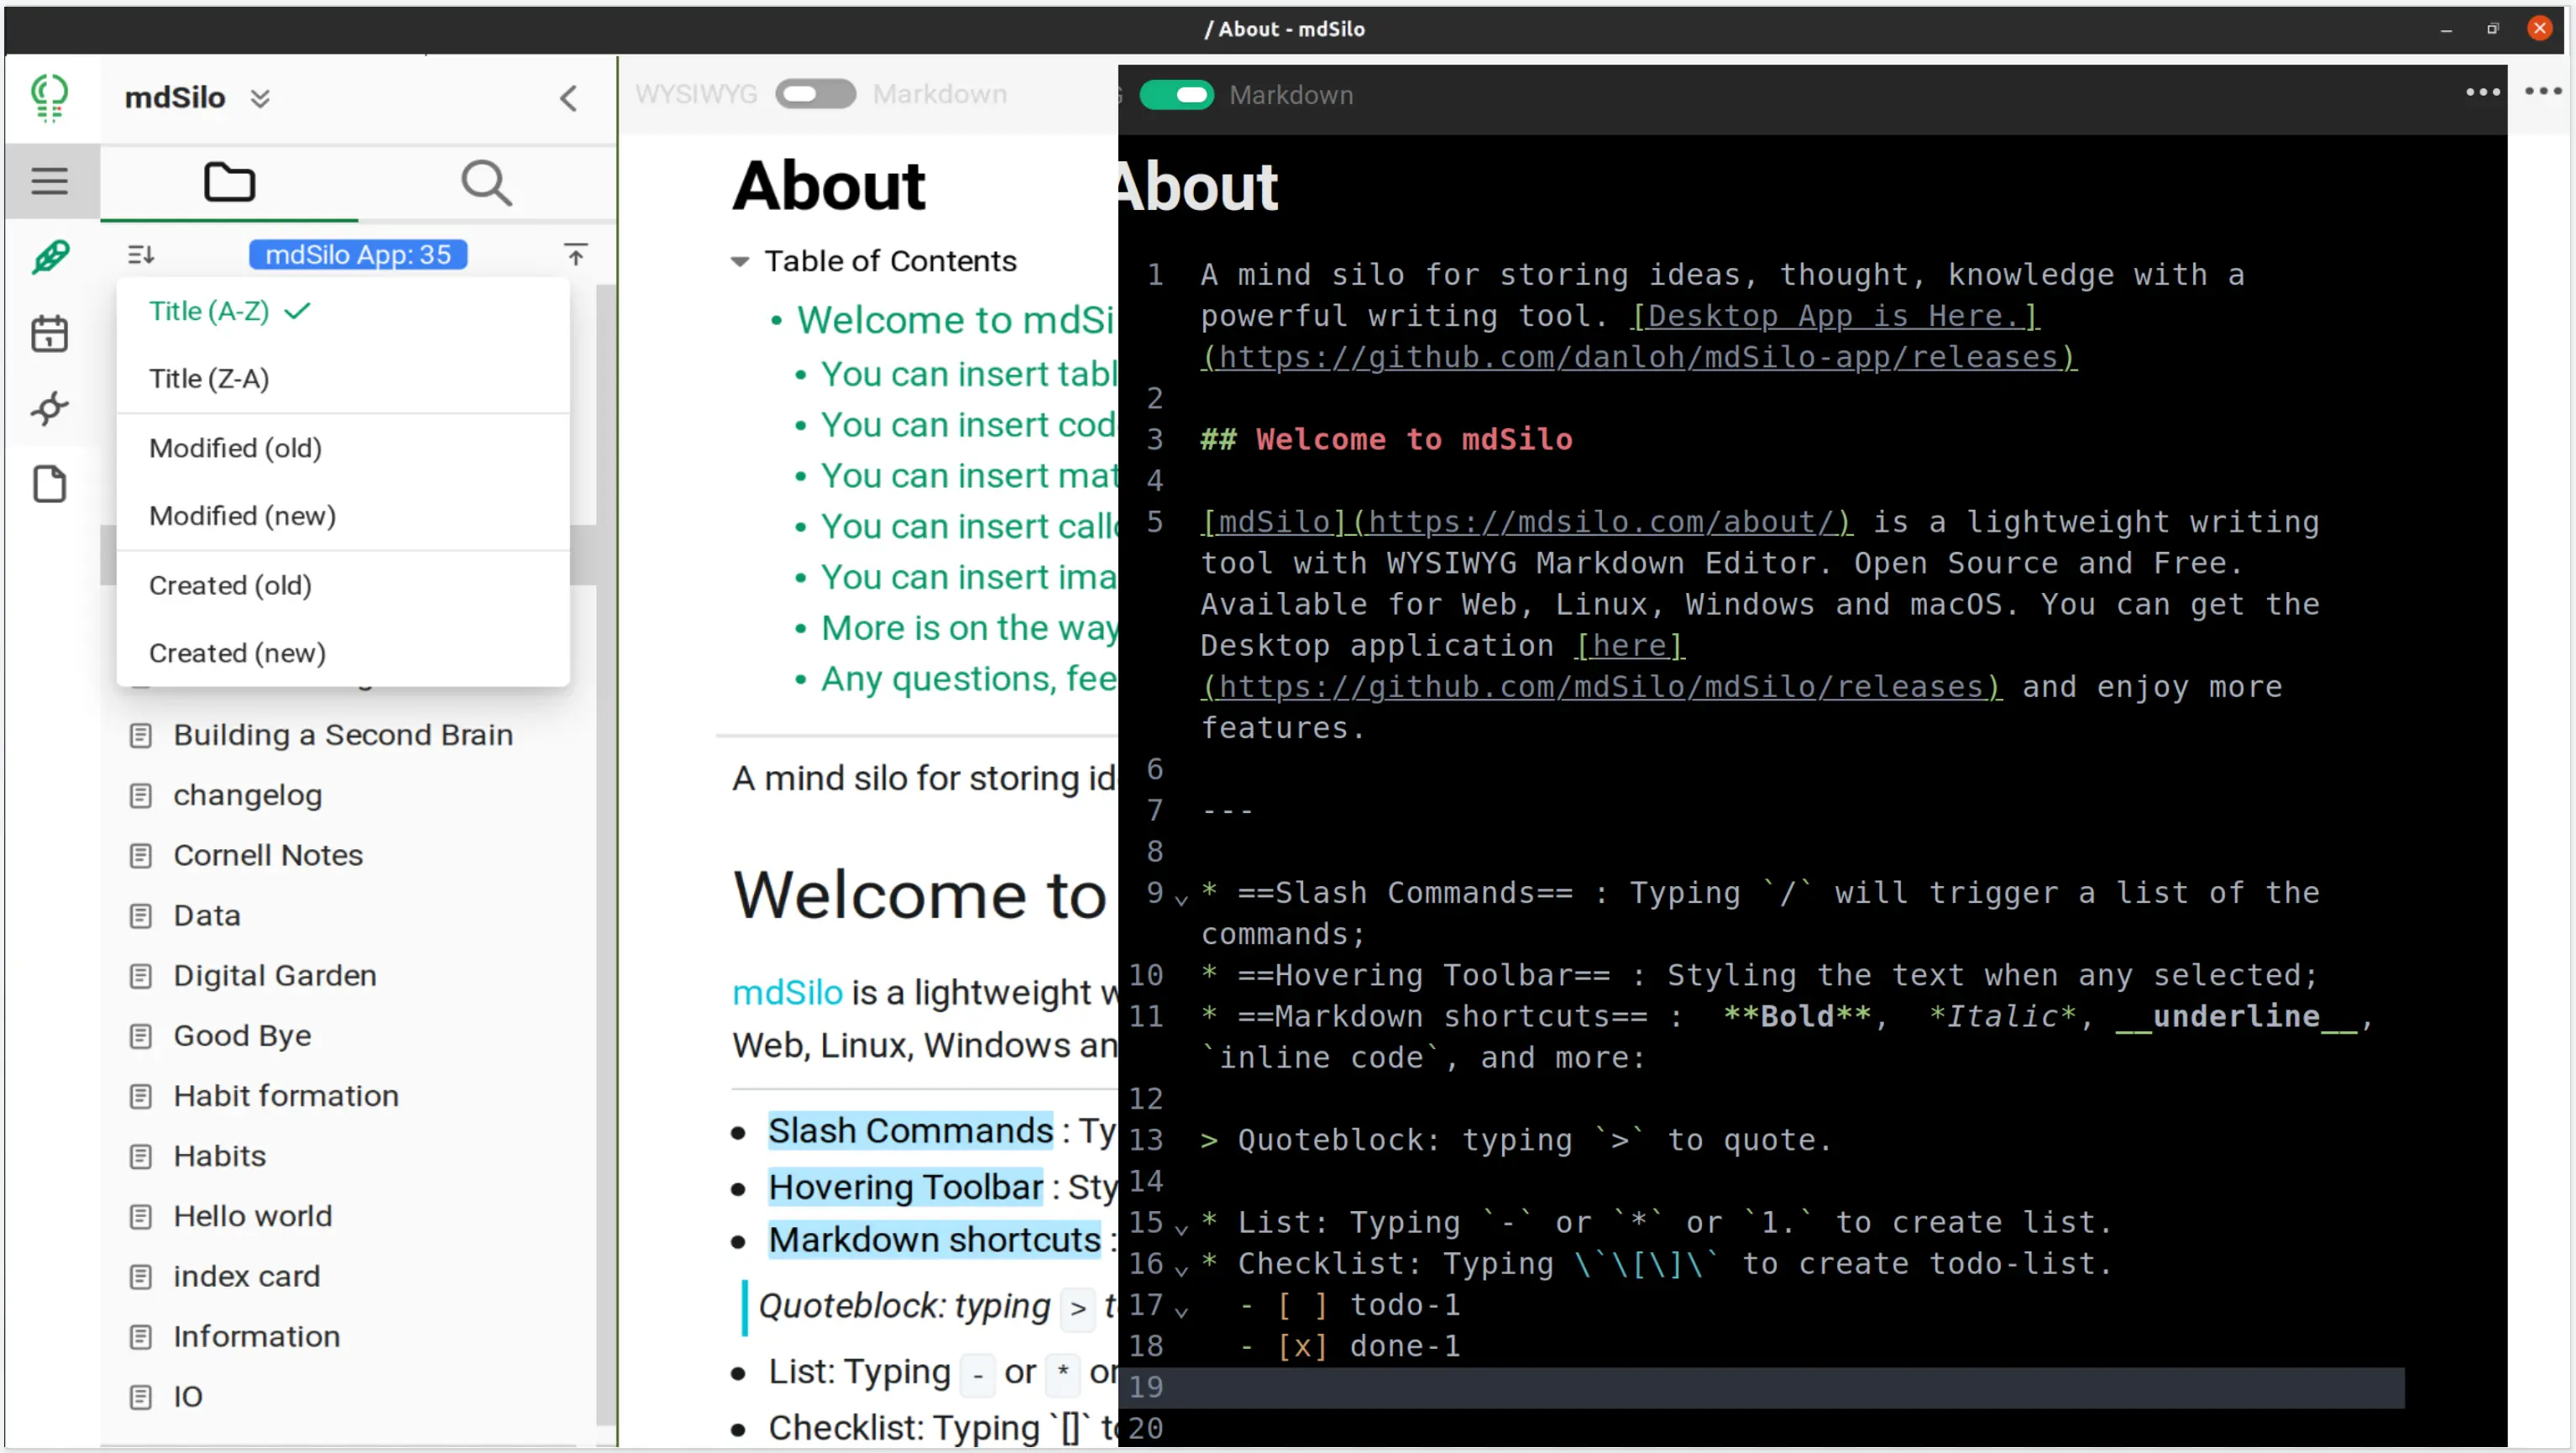 / About - mdSilo
mdSilo
mdSilo App: 35
Title (A-Z)
Title (Z-A)
Modified (old)
Modified (new)
Created (old)
Created (new)
Building a Second Brain
changelog
Cornell Notes
Data
Digital Garden
Good Bye
Habit formation
Habits
Hello world
index card
Information
IO
WYSIWYG Markdown
About
Table of Contents
• Welcome to mdSi
• You can insert tabl
• You can insert cod
• You can insert mat
• You can insert call
• You can insert ima
• More is on the way
• Any questions, fee
A mind silo for storing id
Welcome to
mdSilo is a lightweight
Web, Linux, Windows an
• Slash Commands : Ty
• Hovering Toolbar : Sty
• Markdown shortcuts :
Quoteblock: typing > t
• List: Typing - or * or
• Checklist: Typing `[]` t
Markdown
About
1 A mind silo for storing ideas, thought, knowledge with a
powerful writing tool. [Desktop App is Here.]
(https://github.com/danloh/mdSilo-app/releases)
2
3 ## Welcome to mdSilo
4
5 [mdSilo](https://mdsilo.com/about/) is a lightweight writing
tool with WYSIWYG Markdown Editor. Open Source and Free.
Available for Web, Linux, Windows and macOS. You can get the
Desktop application [here]
(https://github.com/mdSilo/mdSilo/releases) and enjoy more
features.
6
7 ---
8
9 * ==Slash Commands== : Typing `/` will trigger a list of the
commands;
10 * ==Hovering Toolbar== : Styling the text when any selected;
11 * ==Markdown shortcuts== : **Bold**, *Italic*, __underline__,
`inline code`, and more:
12
13 > Quoteblock: typing `>` to quote.
14
15 * List: Typing `-` or `*` or `1.` to create list.
16 * Checklist: Typing \`\[\]\` to create todo-list.
17 - [ ] todo-1
18 - [x] done-1
19
20